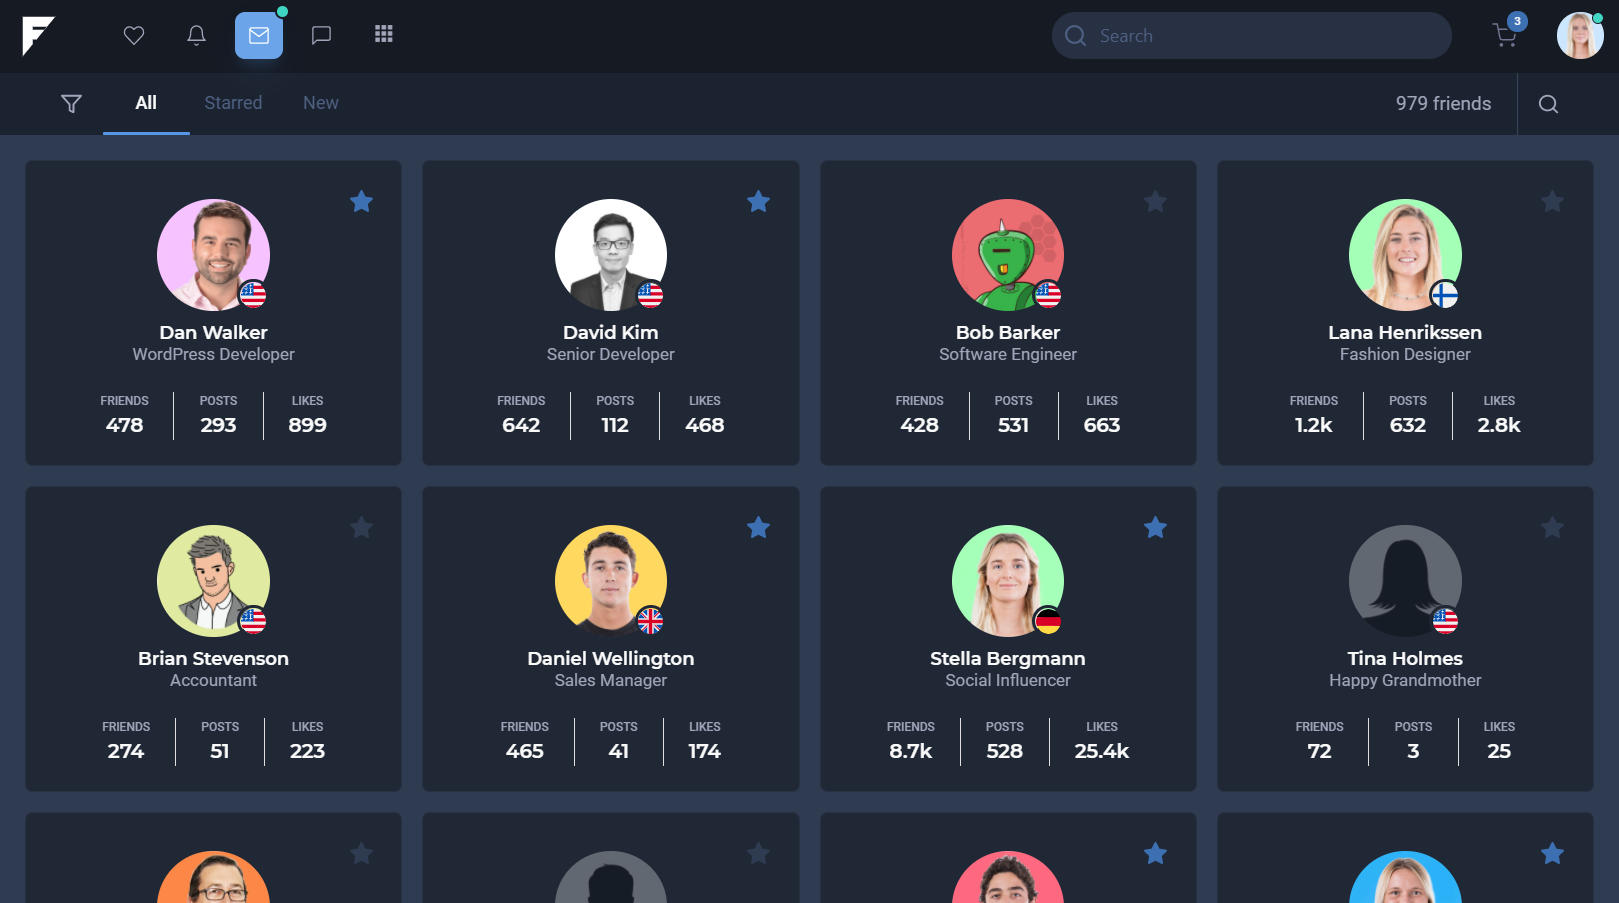 Search
3
All
Starred
New
979 friends
Dan Walker
WordPress Developer
FRIENDS
POSTS
LIKES
478
293
899
David Kim
Senior Developer
FRIENDS
POSTS
LIKES
642
112
468
Bob Barker
Software Engineer
FRIENDS
POSTS
LIKES
428
531
663
Lana Henrikssen
Fashion Designer
FRIENDS
POSTS
LIKES
1.2k
632
2.8k
Brian Stevenson
Accountant
FRIENDS
POSTS
LIKES
274
51
223
Daniel Wellington
Sales Manager
FRIENDS
POSTS
LIKES
465
41
174
Stella Bergmann
Social Influencer
FRIENDS
POSTS
LIKES
8.7k
528
25.4k
Tina Holmes
Happy Grandmother
FRIENDS
POSTS
LIKES
72
3
25